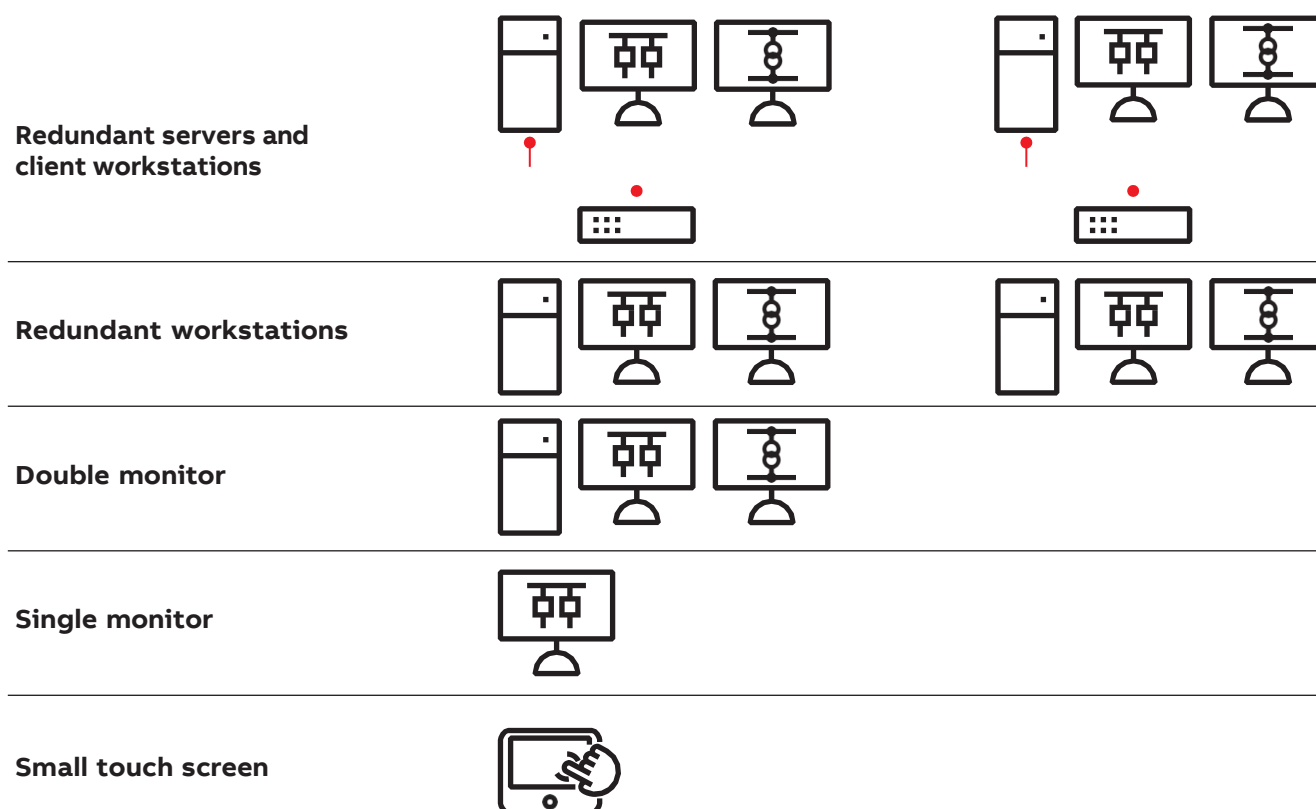 Redundant servers and
client workstations
Redundant workstations
Double monitor
Single monitor
Small touch screen